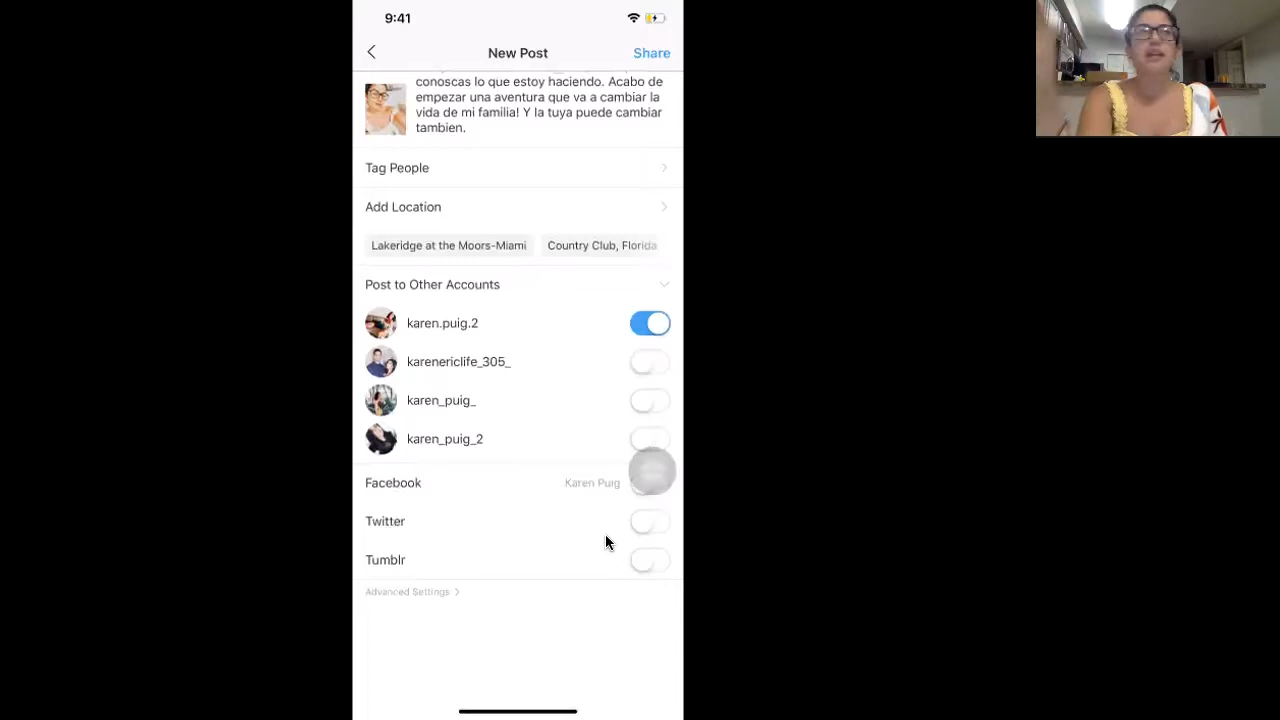 9:41
New Post
Share
conoscas lo que estoy haciendo. Acabo de
empezar una aventura que va a cambiar la
vida de mi familia! Y la tuya puede cambiar
tambien.
Tag People
Add Location
Lakeridge at the Moors-Miami
Country Club, Florida
Post to Other Accounts
karen.puig.2
karenericlife_305_
karen_puig_
karen_puig_2
Facebook
Karen Puig
Twitter
Tumblr
Advanced Settings